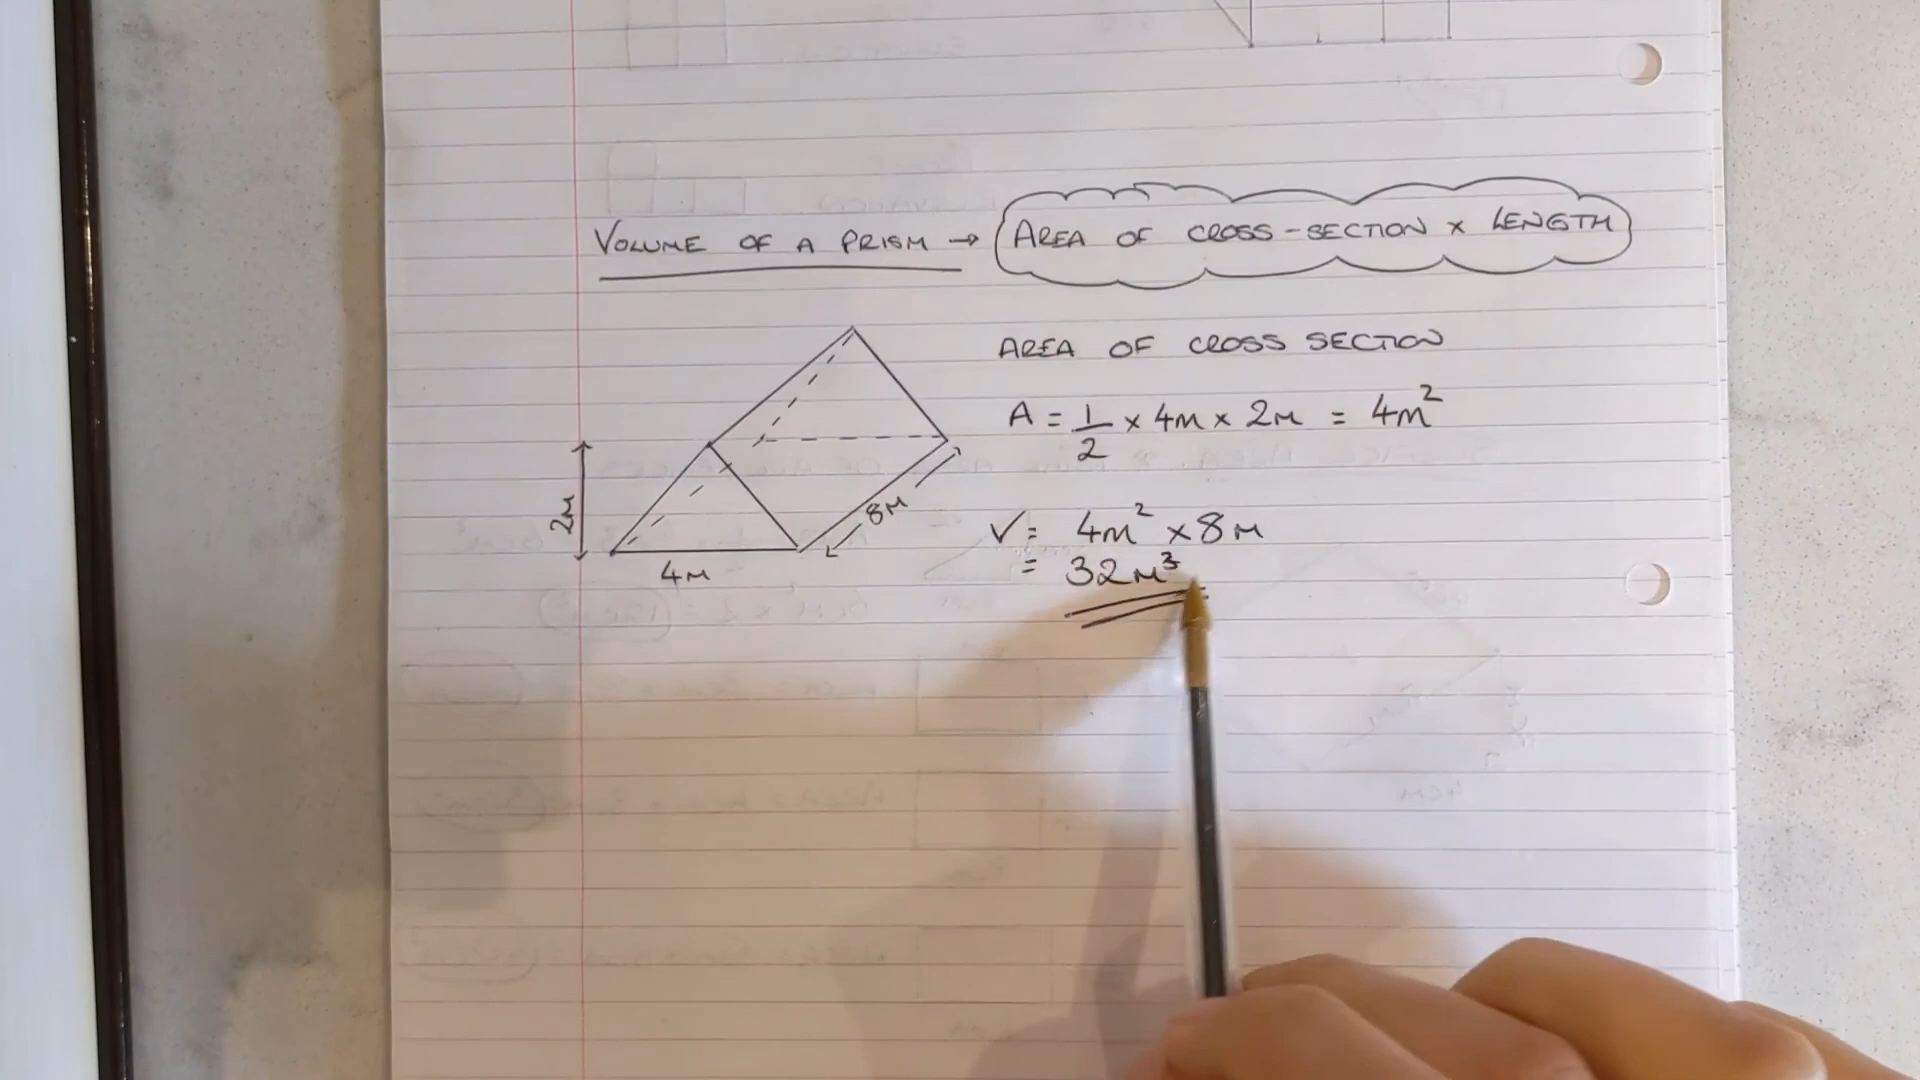 VOLUME OF A PRISM → AREA OF CROSS-SECTION × LENGTH
AREA OF CROSS SECTION
A = 1/2 × 4m × 2m = 4m²
2m
8m
4m
V = 4m² × 8m
= 32m³